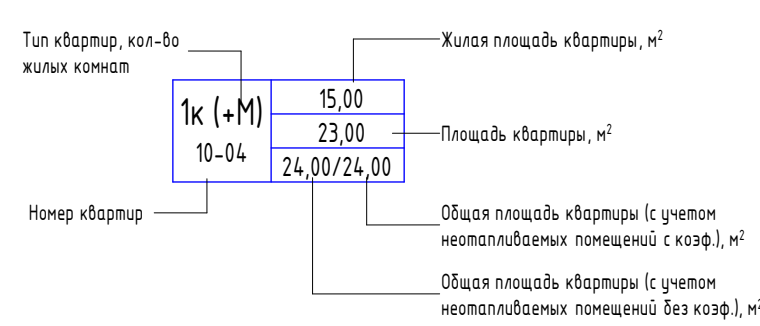 Тип квартир, кол-во
жилых комнат
Жилая площадь квартиры, м²
1к (+М)
15,00
23,00
Площадь квартиры, м²
10-04
24,00/24,00
Номер квартир
Общая площадь квартиры (с учетом
неотапливаемых помещений с коэф.), м²
Общая площадь квартиры (с учетом
неотапливаемых помещений без коэф.), м²